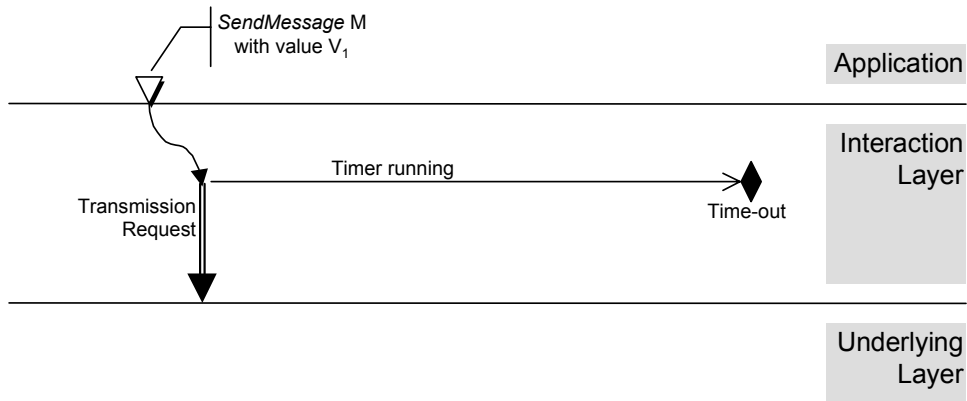 SendMessage M
with value V₁
Application
Interaction
Layer
Timer running
Transmission
Request
Time-out
Underlying
Layer